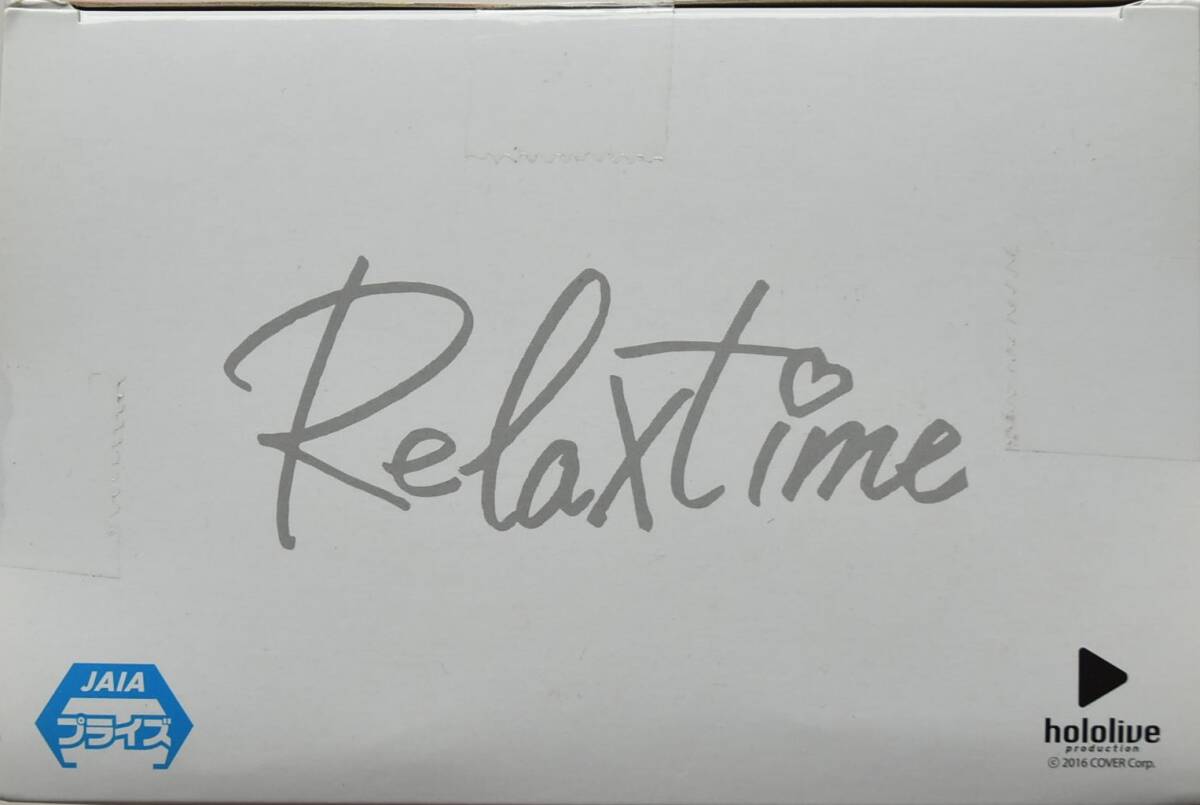 Relaxtime
JAIA
プライズ
hololive
production
© 2016 COVER Corp.